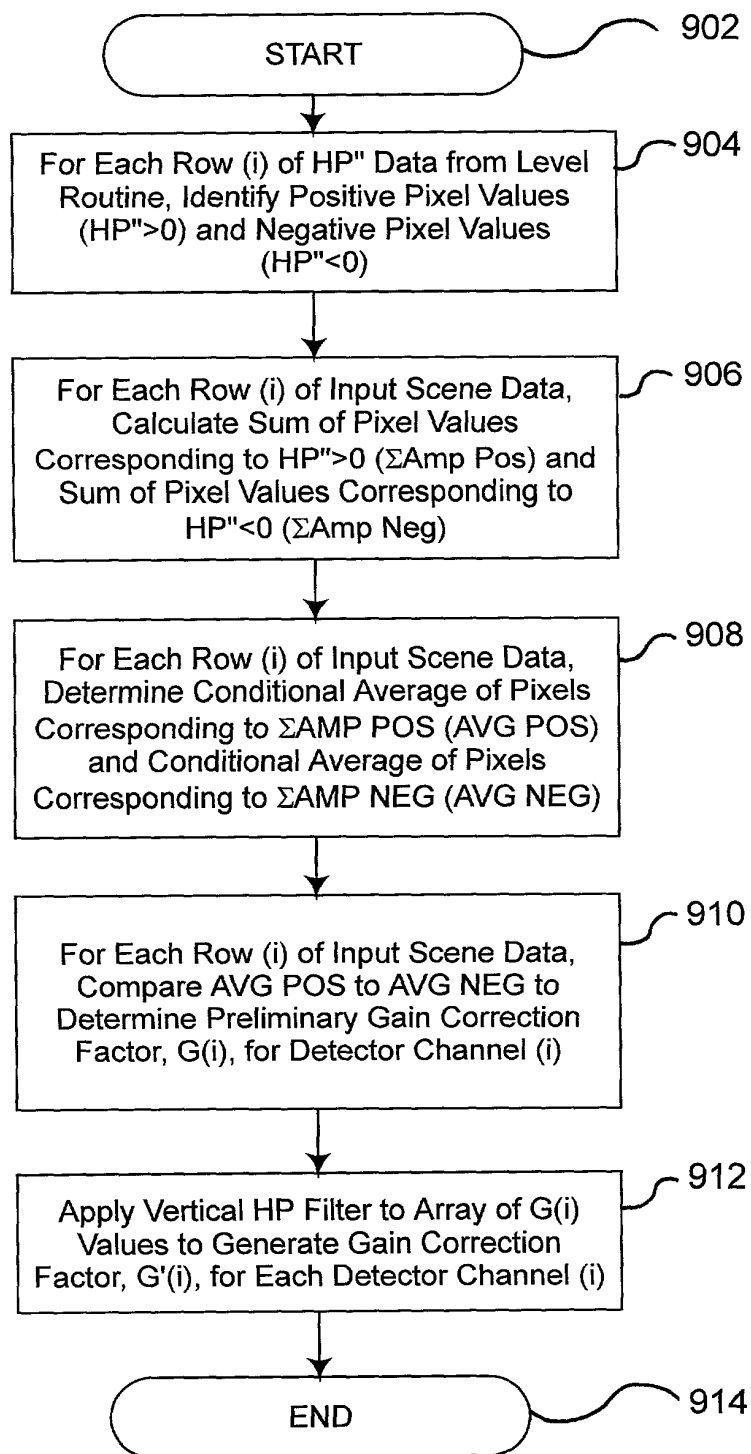 START
902
For Each Row (i) of HP" Data from Level
Routine, Identify Positive Pixel Values
(HP">0) and Negative Pixel Values
(HP"<0)
904
For Each Row (i) of Input Scene Data,
Calculate Sum of Pixel Values
Corresponding to HP">0 (ΣAmp Pos) and
Sum of Pixel Values Corresponding to
HP"<0 (ΣAmp Neg)
906
For Each Row (i) of Input Scene Data,
Determine Conditional Average of Pixels
Corresponding to ΣAMP POS (AVG POS)
and Conditional Average of Pixels
Corresponding to ΣAMP NEG (AVG NEG)
908
For Each Row (i) of Input Scene Data,
Compare AVG POS to AVG NEG to
Determine Preliminary Gain Correction
Factor, G(i), for Detector Channel (i)
910
Apply Vertical HP Filter to Array of G(i)
Values to Generate Gain Correction
Factor, G'(i), for Each Detector Channel (i)
912
END
914